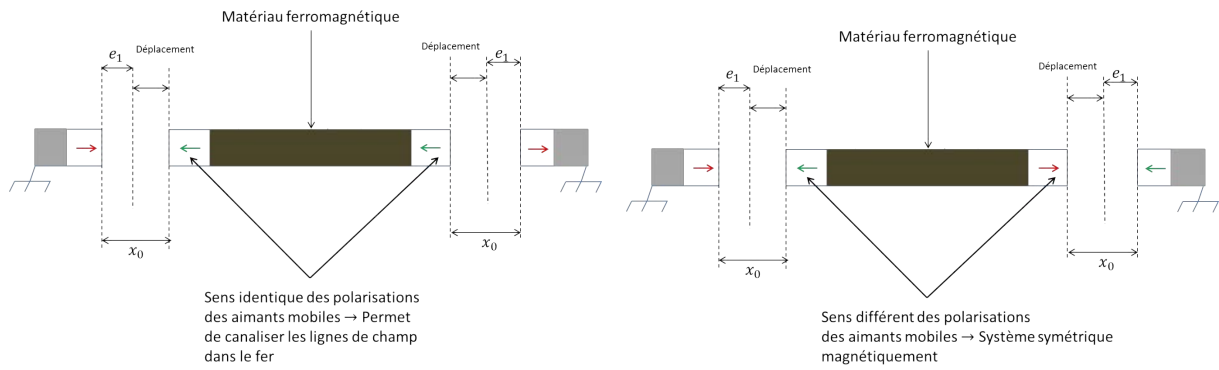 Matériau ferromagnétique
e₁
Déplacement
Déplacement
e₁
x₀
x₀
Sens identique des polarisations
des aimants mobiles → Permet
de canaliser les lignes de champ
dans le fer
Matériau ferromagnétique
e₁
Déplacement
Déplacement
e₁
x₀
x₀
Sens différent des polarisations
des aimants mobiles → Système symétrique
magnétiquement